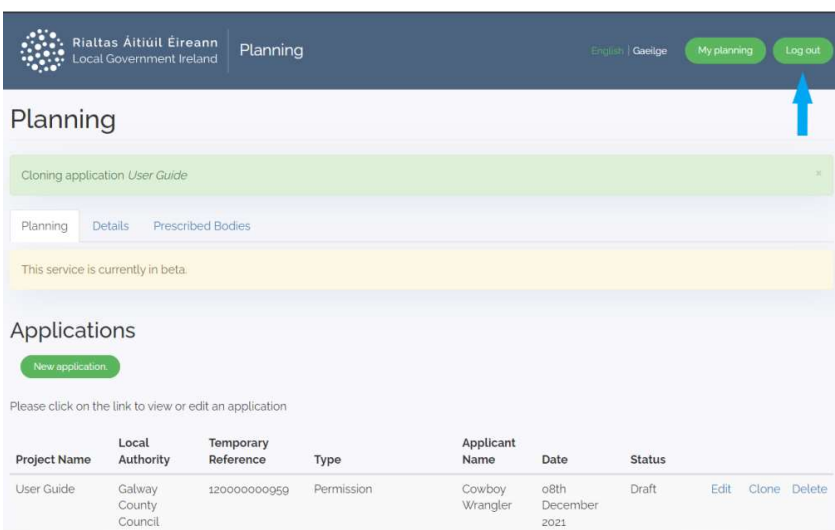 Rialtas Áitiúil Éireann
Local Government Ireland
Planning
English | Gaeilge
My planning
Log out
Planning
Cloning application User Guide
×
Planning Details Prescribed Bodies
This service is currently in beta.
Applications
New application.
Please click on the link to view or edit an application
Project Name Local Authority Temporary Reference Type Applicant Name Date Status
User Guide Galway County Council 120000000959 Permission Cowboy Wrangler 08th December 2021 Draft Edit Clone Delete